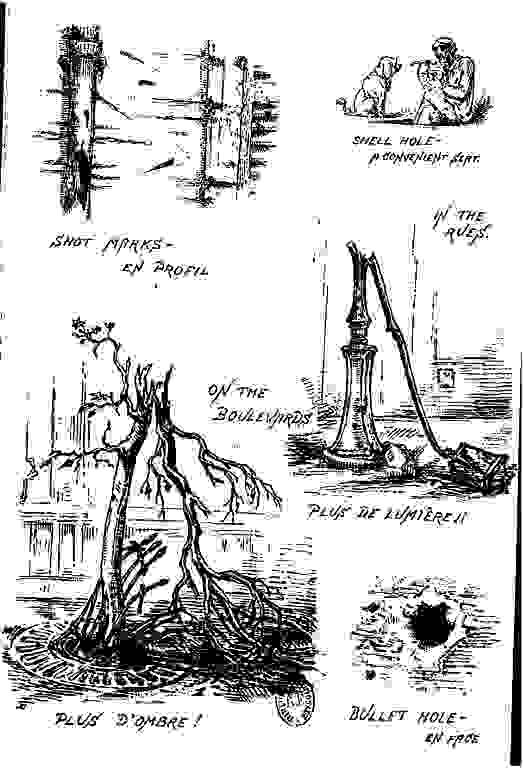 SHELL HOLE-
A CONVENIENT SEAT.
SHOT MARKS-
EN PROFIL
IN THE
RUES.
ON THE
BOULEVARDS
PLUS DE LUMIÈRE!!
PLUS D'OMBRE!
BULLET HOLE-
EN FACE